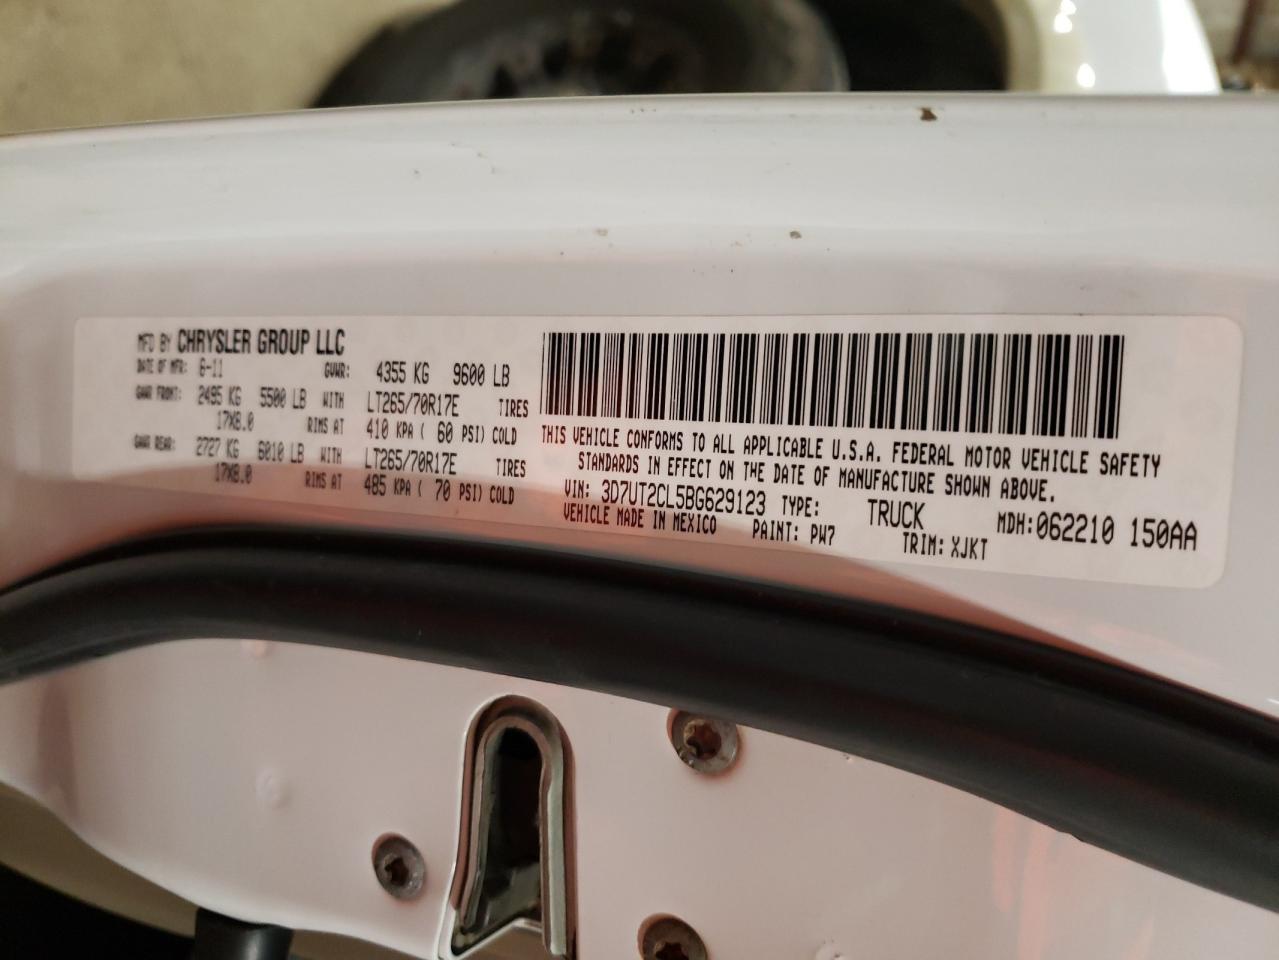 MFD BY CHRYSLER GROUP LLC
DATE OF MFR: 6-11 GVWR: 4355 KG 9600 LB
GAWR FRONT: 2495 KG 5500 LB WITH LT265/70R17E TIRES
17X8.0 RIMS AT 410 KPA ( 60 PSI) COLD
GAWR REAR: 2727 KG 6010 LB WITH LT265/70R17E TIRES
17X8.0 RIMS AT 485 KPA ( 70 PSI) COLD
THIS VEHICLE CONFORMS TO ALL APPLICABLE U.S.A. FEDERAL MOTOR VEHICLE SAFETY
STANDARDS IN EFFECT ON THE DATE OF MANUFACTURE SHOWN ABOVE.
VIN: 3D7UT2CL5BG629123 TYPE: TRUCK MDH:062210 150AA
VEHICLE MADE IN MEXICO PAINT: PW7 TRIM: XJKT